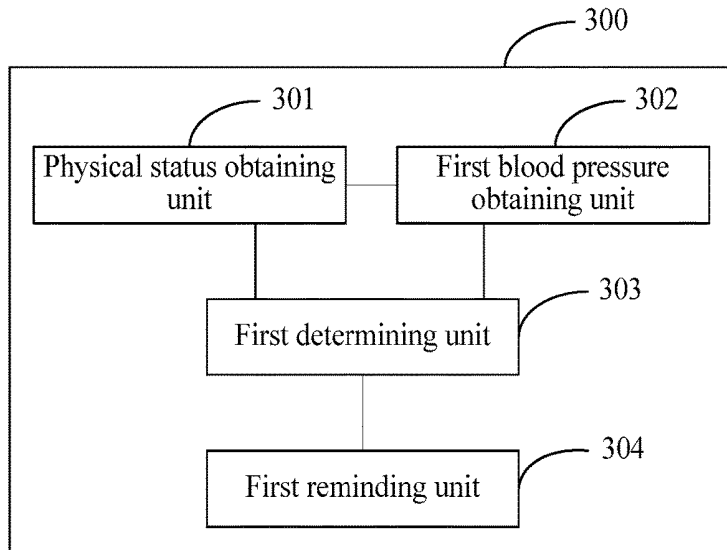 300
301
302
Physical status obtaining
unit
First blood pressure
obtaining unit
303
First determining unit
304
First reminding unit